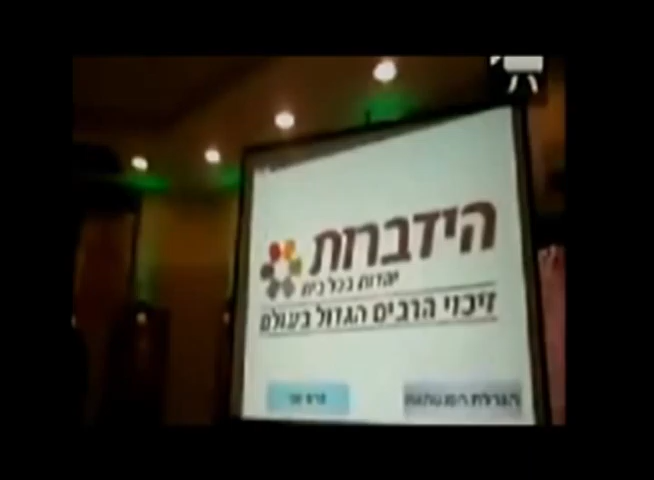 הידברות
יהדות בכל בית
זיכוי הרבים הגדול בעולם